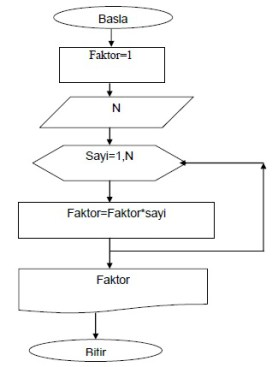 Basla
Faktor=1
N
Sayi=1,N
Faktor=Faktor*sayi
Faktor
Bitir